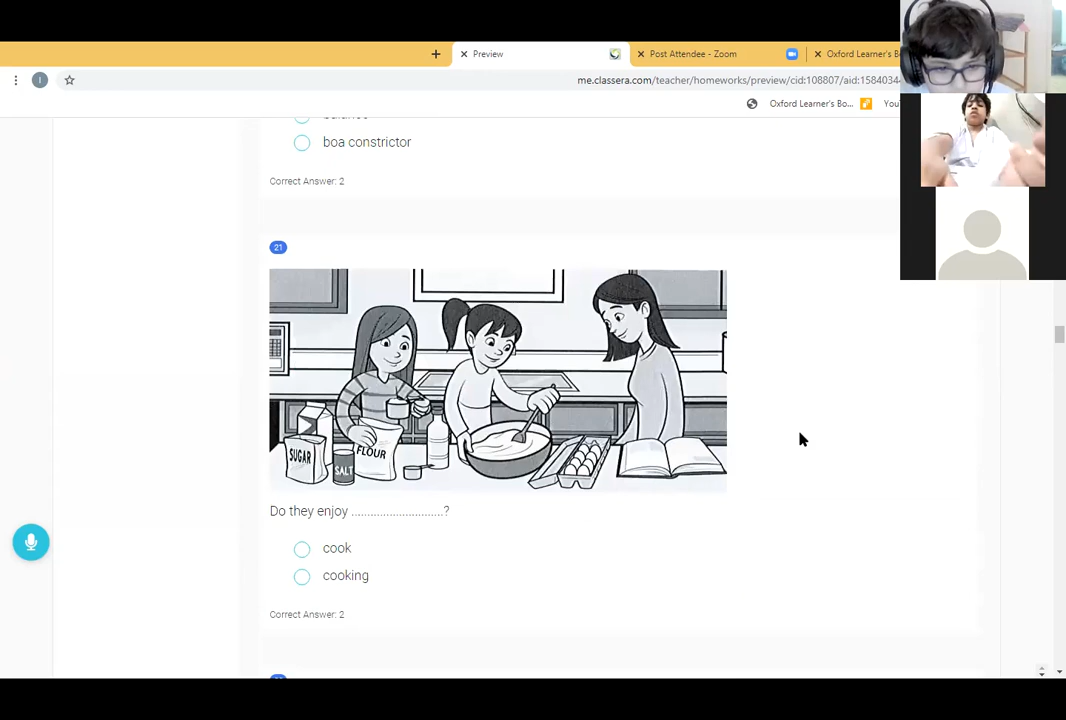 Preview
Post Attendee - Zoom
Oxford Learner's Bo
me.classera.com/teacher/homeworks/preview/cid:108807/aid:1584034
Oxford Learner's Bo...
boa constrictor
Correct Answer: 2
21
SUGAR
SALT
FLOUR
Do they enjoy .............................?
cook
cooking
Correct Answer: 2